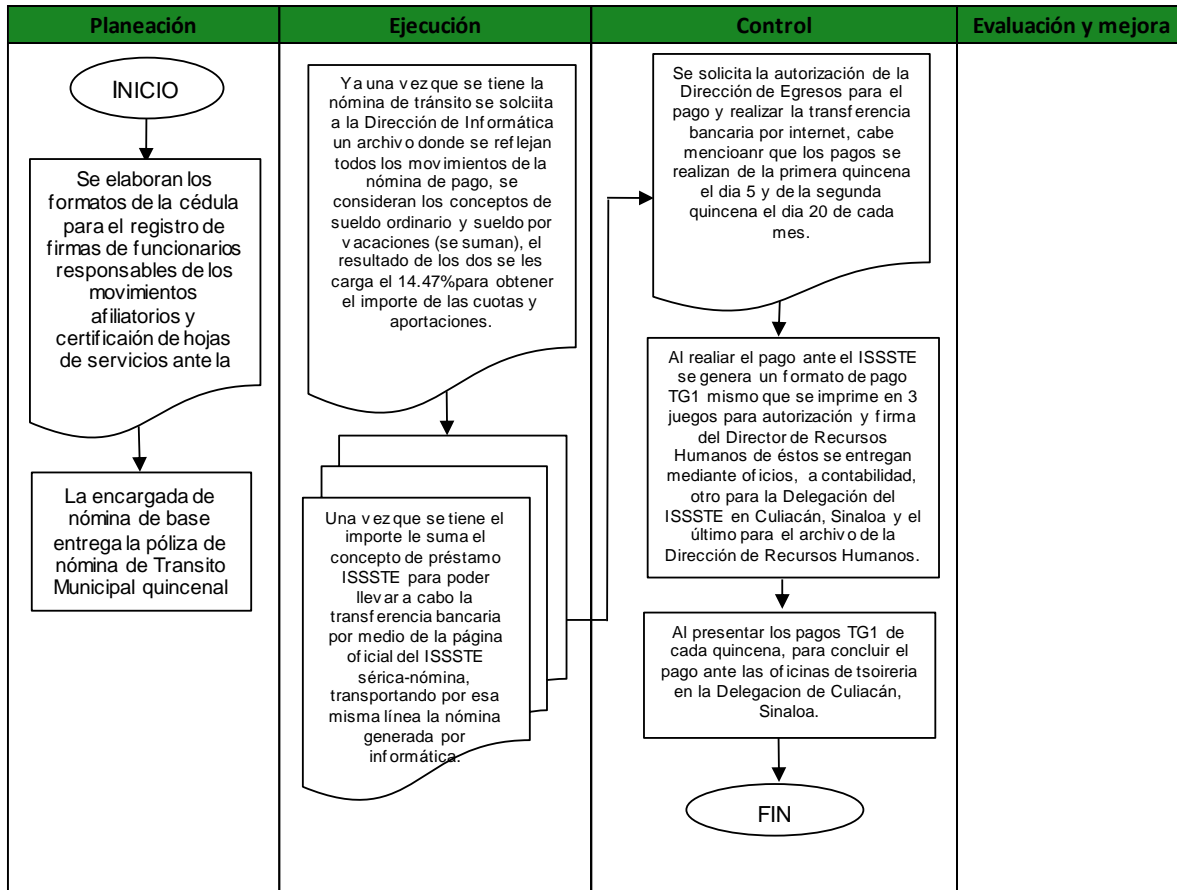 Planeación
Ejecución
Control
Evaluación y mejora
INICIO
Se elaboran los
formatos de la cédula
para el registro de
firmas de funcionarios
responsables de los
movimientos
afiliatorios y
certificaión de hojas
de servicios ante la
La encargada de
nómina de base
entrega la póliza de
nómina de Transito
Municipal quincenal
Ya una vez que se tiene la
nómina de tránsito se solciita
a la Dirección de Informática
un archivo donde se reflejan
todos los movimientos de la
nómina de pago, se
consideran los conceptos de
sueldo ordinario y sueldo por
vacaciones (se suman), el
resultado de los dos se les
carga el 14.47%para obtener
el importe de las cuotas y
aportaciones.
Una vez que se tiene el
importe le suma el
concepto de préstamo
ISSSTE para poder
llevar a cabo la
transferencia bancaria
por medio de la página
oficial del ISSSTE
sérica-nómina,
transportando por esa
misma línea la nómina
generada por
informática.
Se solicita la autorización de la
Dirección de Egresos para el
pago y realizar la transferencia
bancaria por internet, cabe
mencioanr que los pagos se
realizan de la primera quincena
el dia 5 y de la segunda
quincena el dia 20 de cada
mes.
Al realiar el pago ante el ISSSTE
se genera un formato de pago
TG1 mismo que se imprime en 3
juegos para autorización y firma
del Director de Recursos
Humanos de éstos se entregan
mediante oficios, a contabilidad,
otro para la Delegación del
ISSSTE en Culiacán, Sinaloa y el
último para el archivo de la
Dirección de Recursos Humanos.
Al presentar los pagos TG1 de
cada quincena, para concluir el
pago ante las oficinas de tsoireria
en la Delegacion de Culiacán,
Sinaloa.
FIN